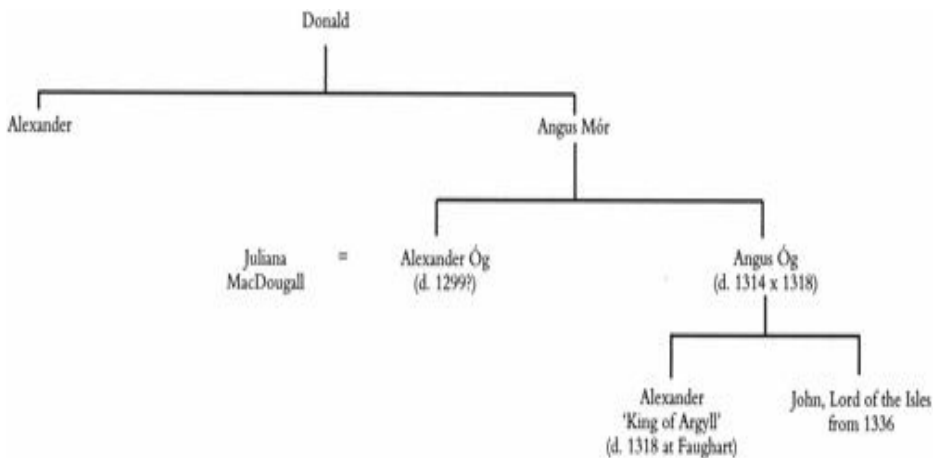 Donald
Alexander
Angus Mór
Juliana
MacDougall
=
Alexander Óg
(d. 1299?)
Angus Óg
(d. 1314 x 1318)
Alexander
'King of Argyll'
(d. 1318 at Faughart)
John, Lord of the Isles
from 1336